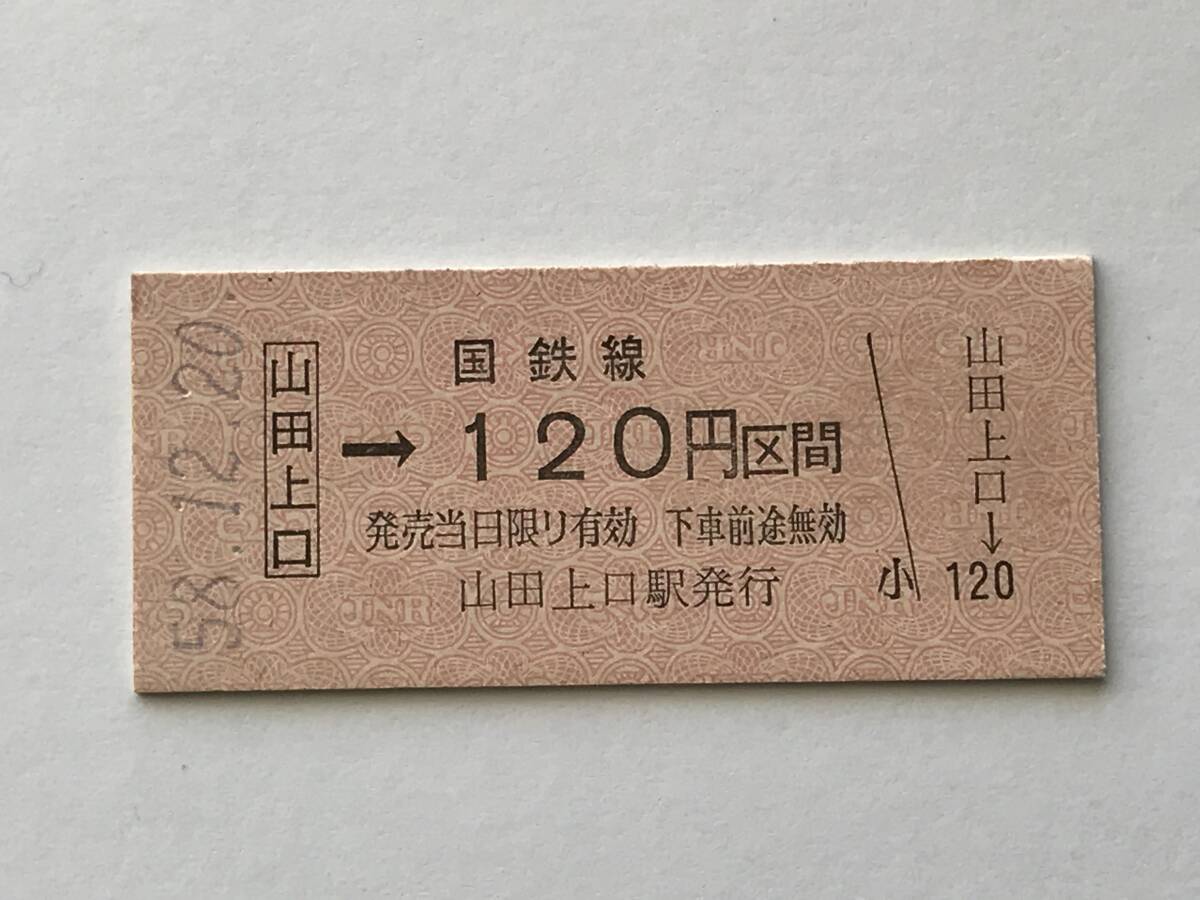 58.12.20
山田上口
国鉄線
➡120円区間
発売当日限り有効 下車前途無効
山田上口駅発行
小
山田上口→
120
JNR